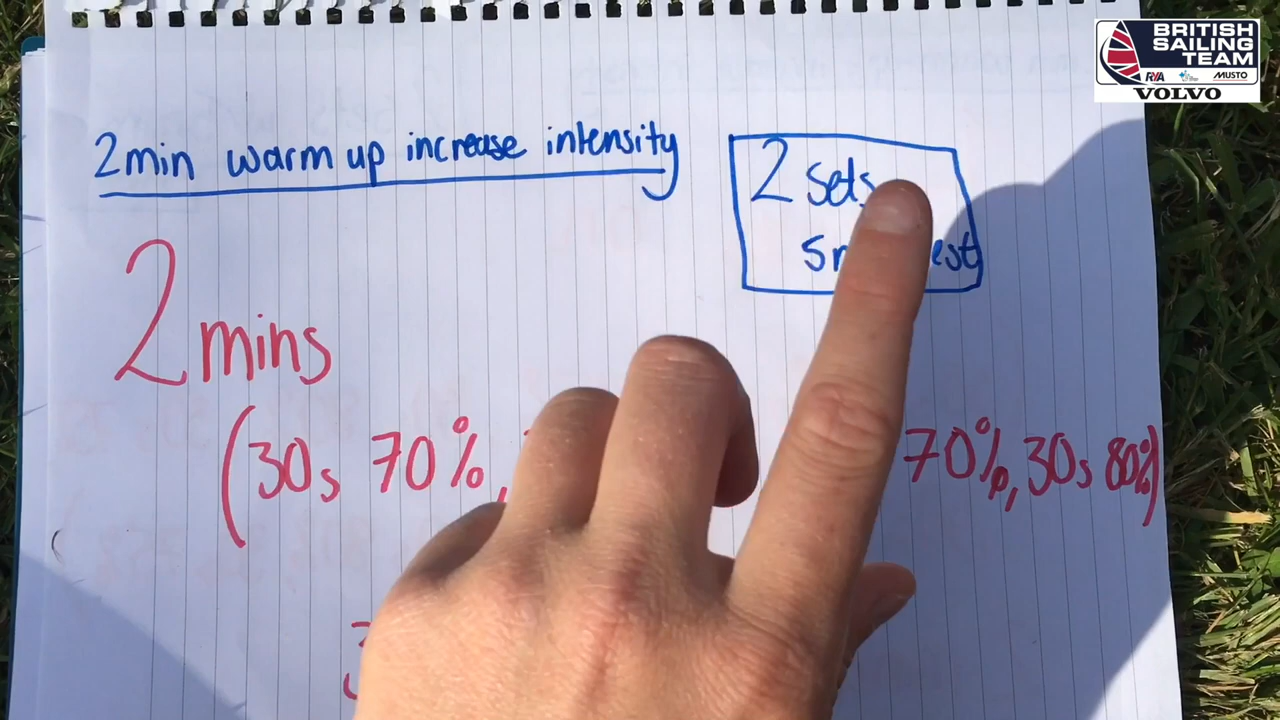 BRITISH
SAILING
TEAM
RYA MUSTO
VOLVO
2min warm up increase intensity
2 sets
2 mins
(30s 70%, 70%, 30s 80%)